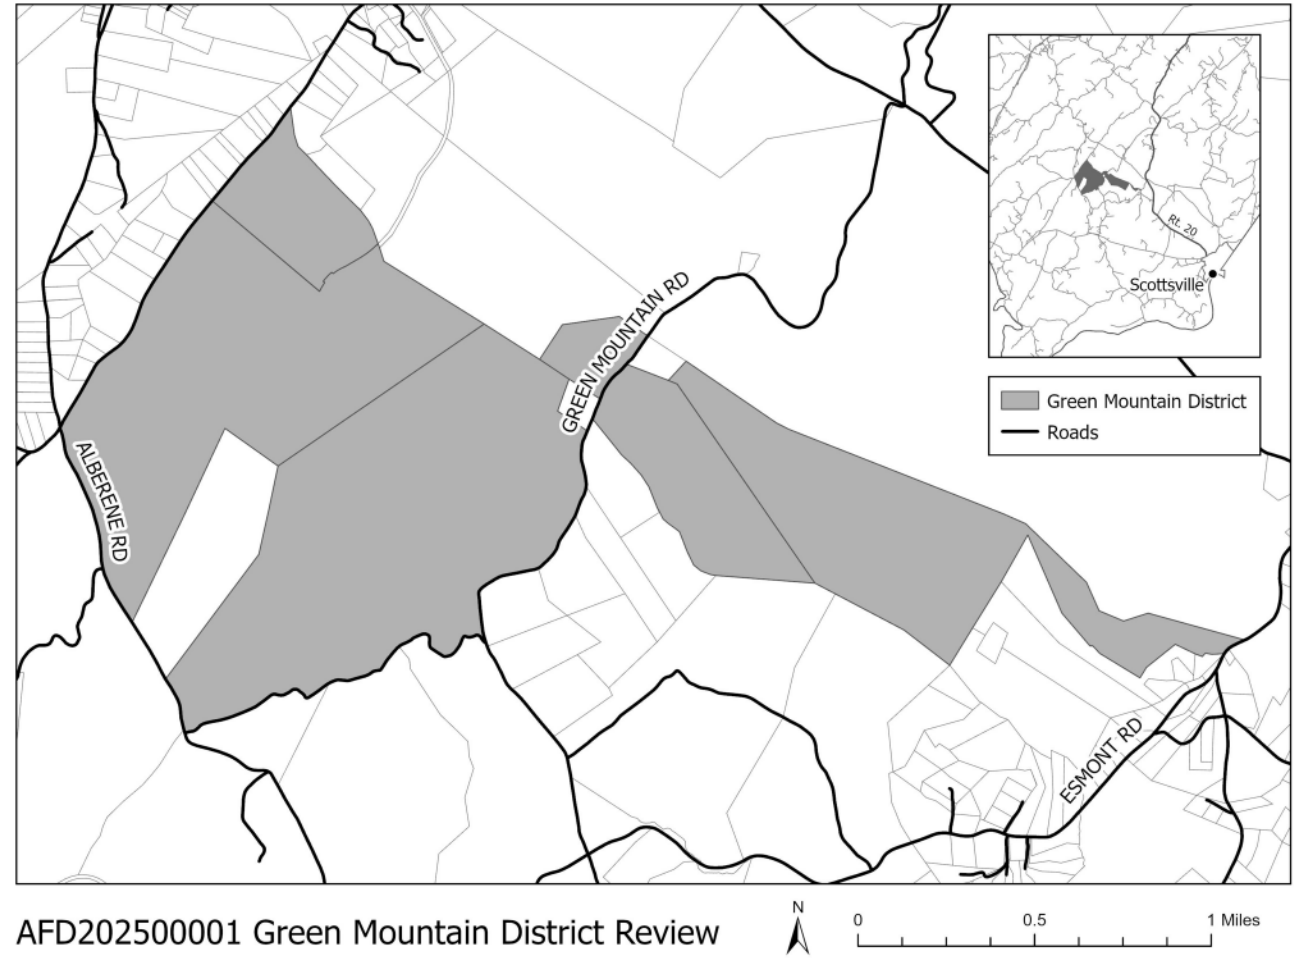 Rt. 20
Scottsville
GREEN MOUNTAIN RD
Green Mountain District
Roads
ALBERENE RD
ESMONT RD
AFD202500001 Green Mountain District Review
N
0 0.5 1 Miles